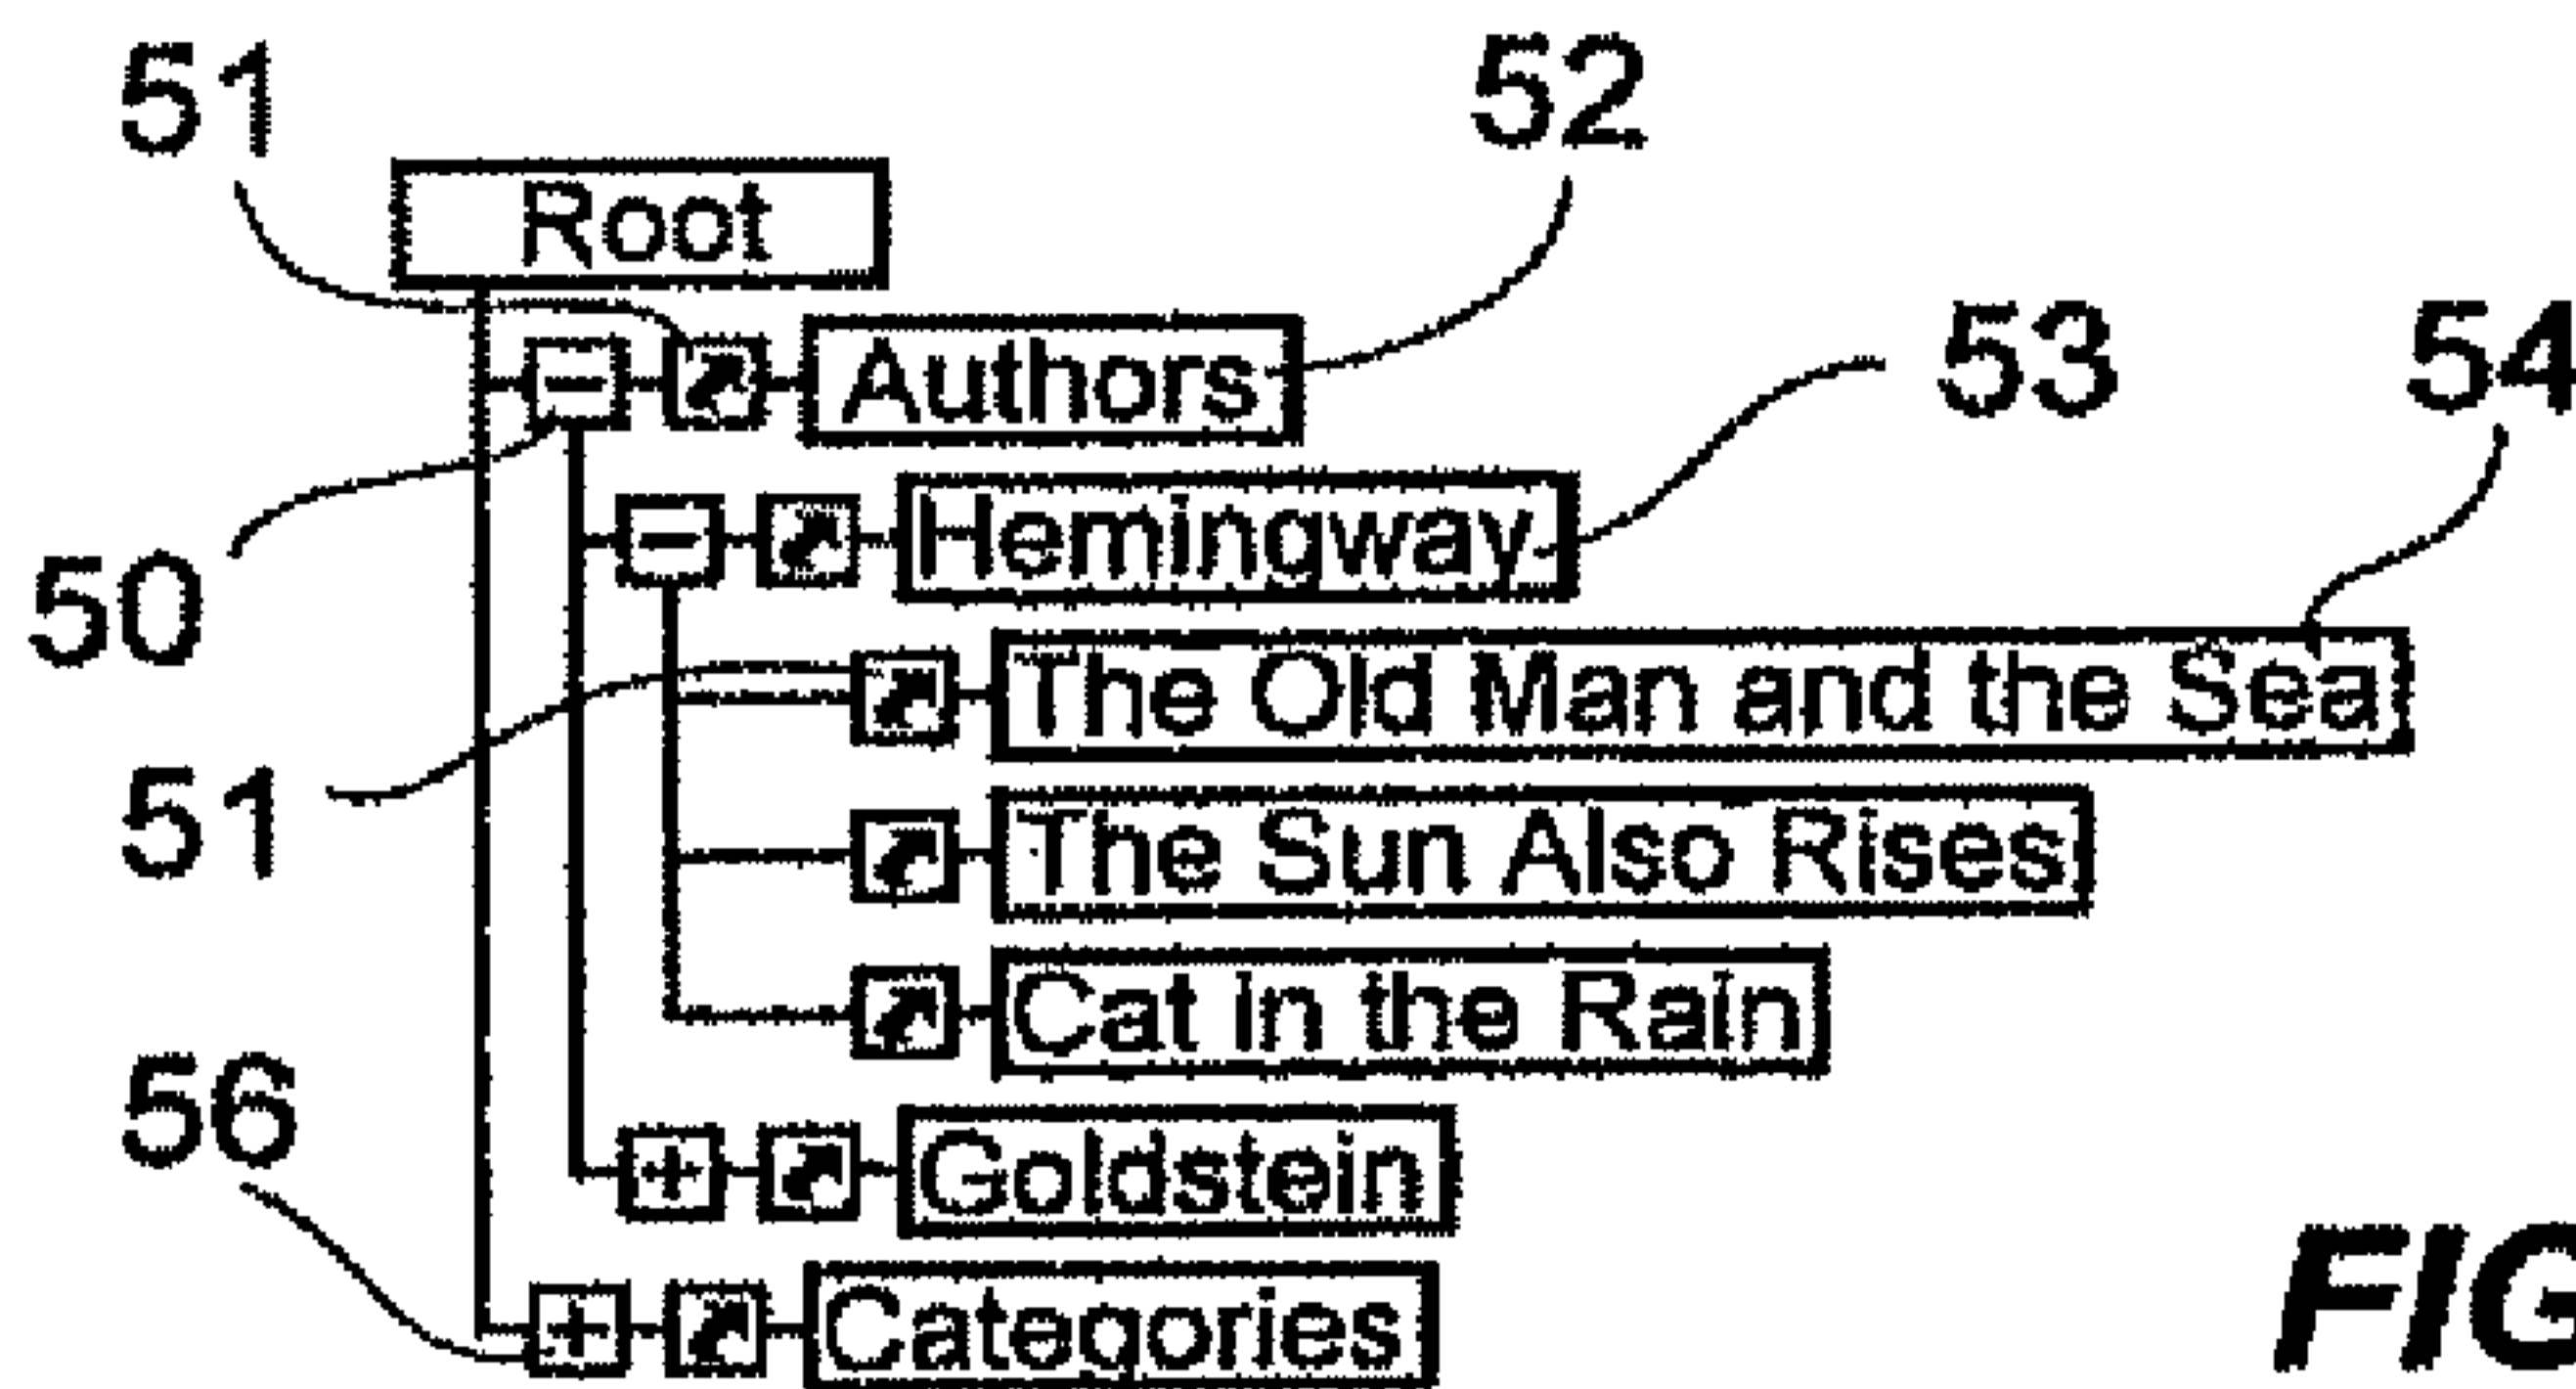 51
52
Root
Authors
53
54
Hemingway
50
The Old Man and the Sea
51
The Sun Also Rises
Cat in the Rain
56
Goldstein
FIG
Categories